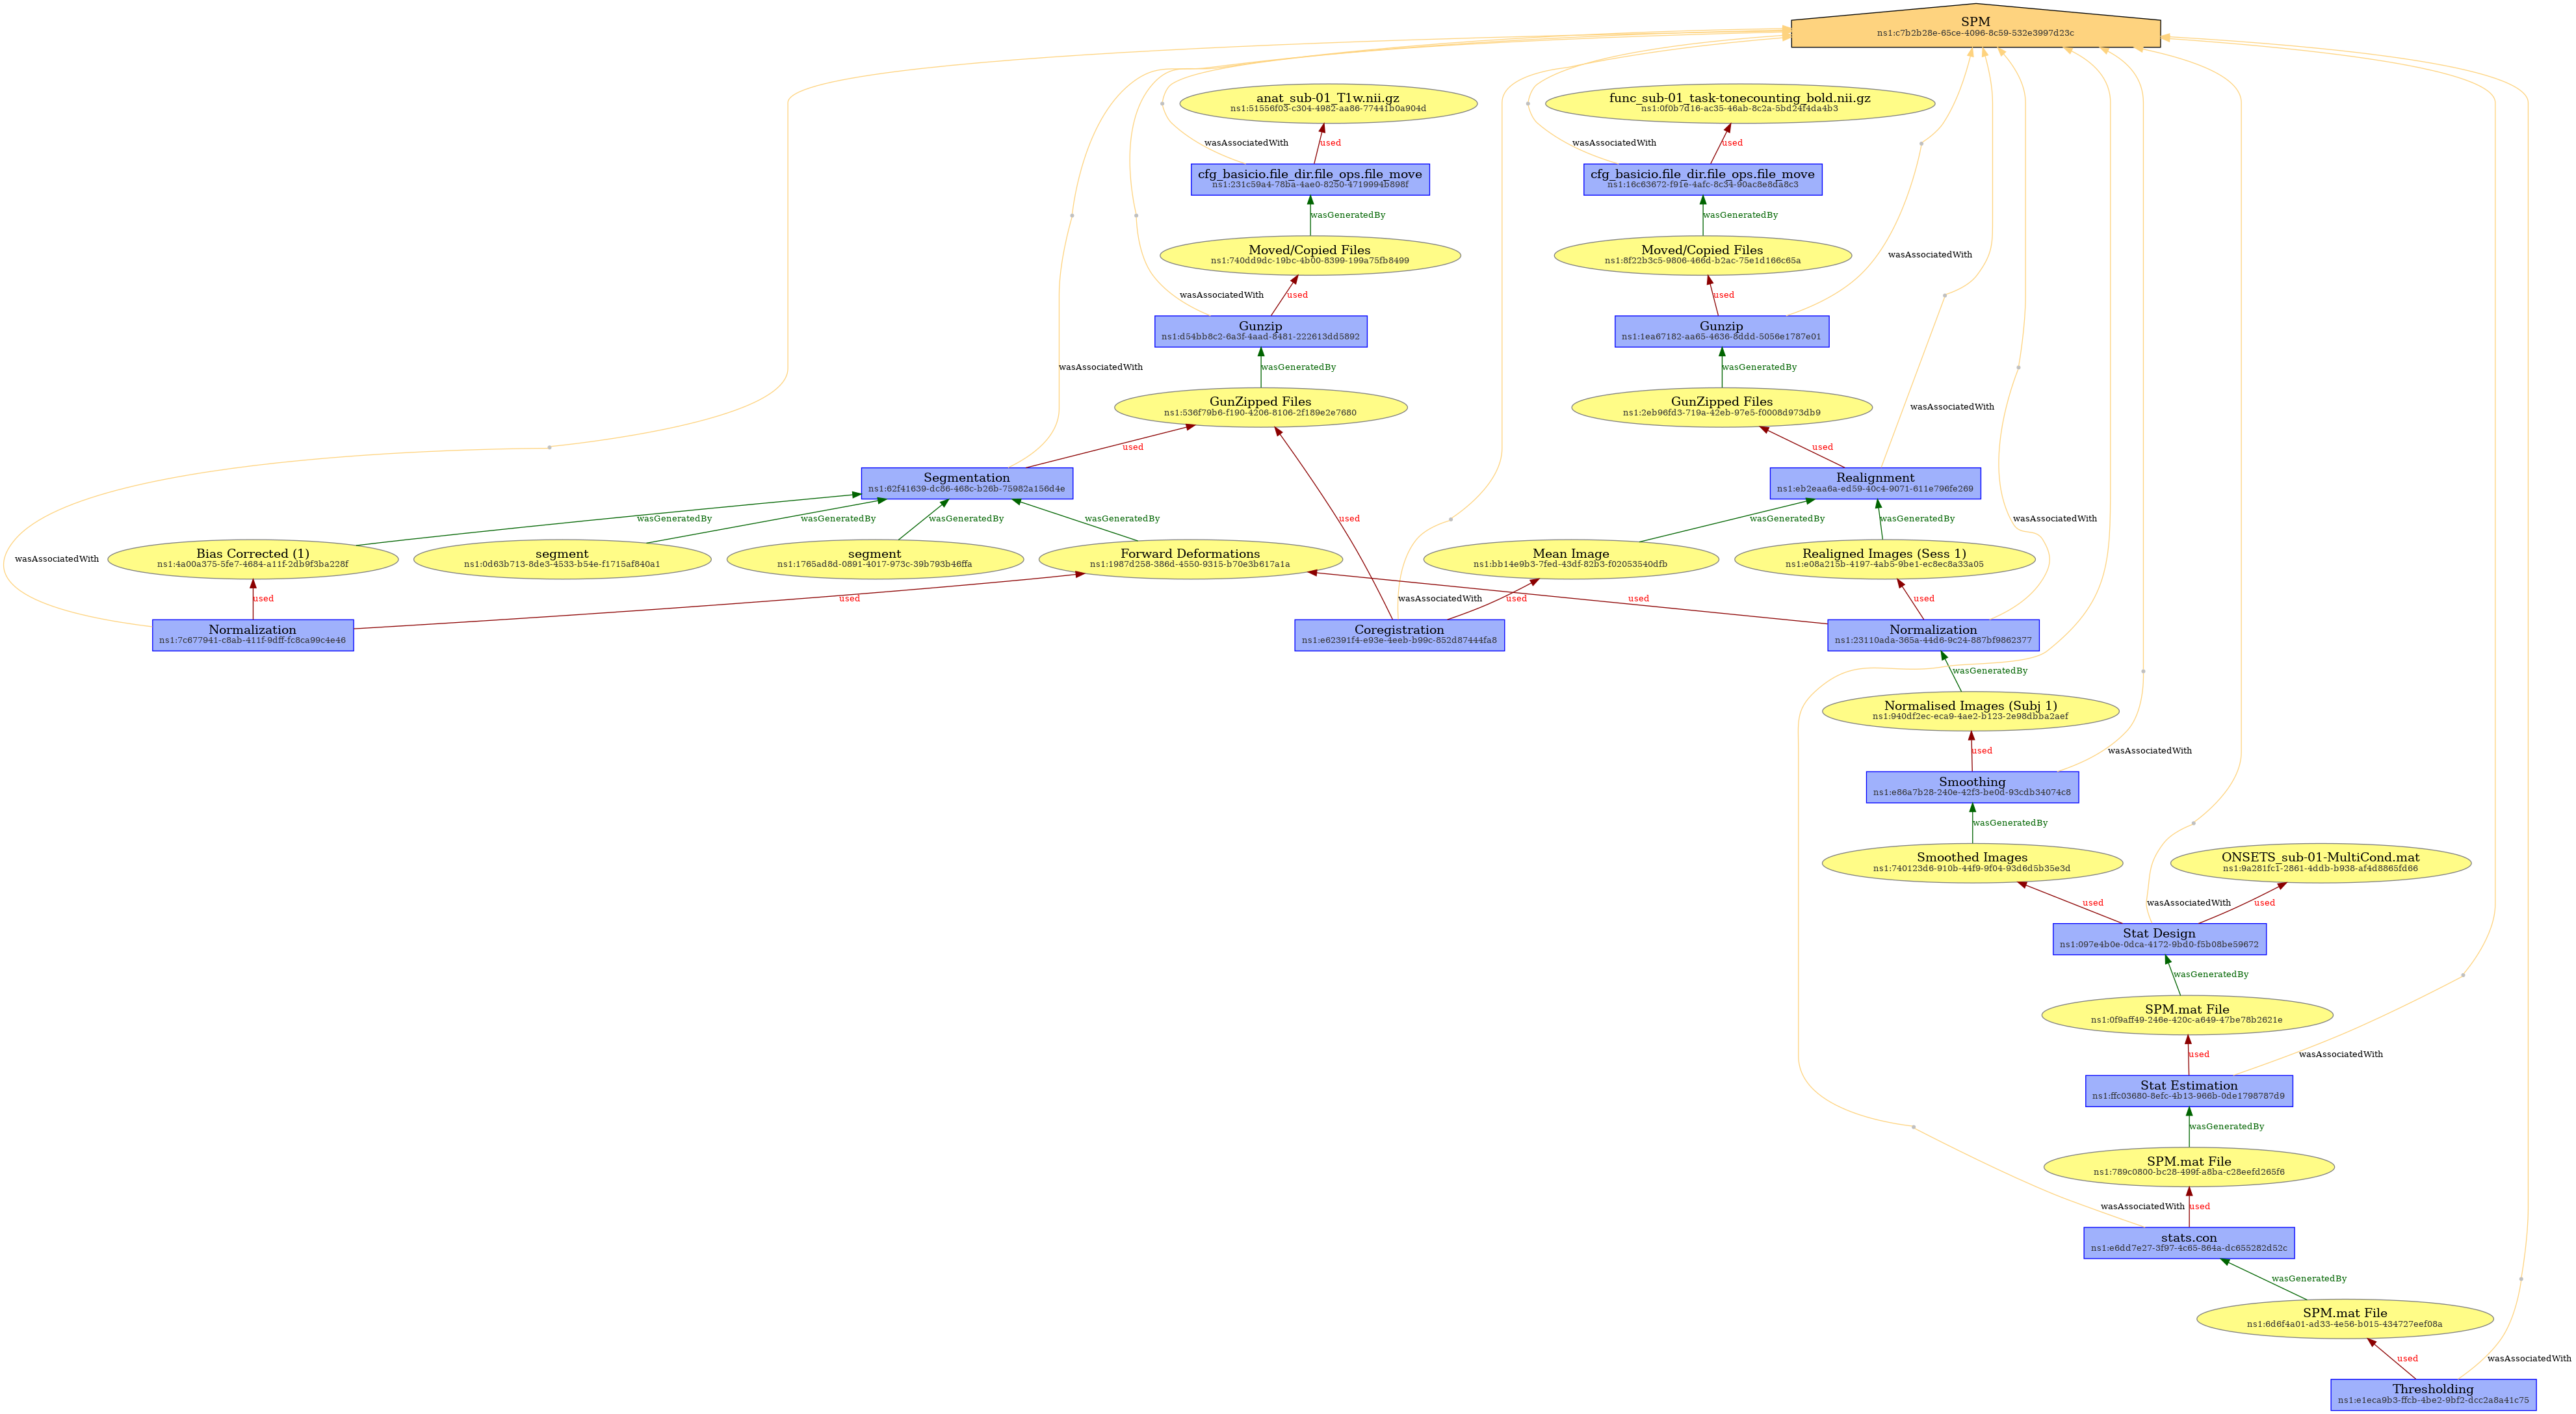 SPM
ns1:c7b2b28e-65ce-4096-8c59-532e3997d23c
anat_sub-01_T1w.nii.gz
ns1:51556f03-c304-4982-aa86-77441b0a904d
func_sub-01_task-tonecounting_bold.nii.gz
ns1:0f0b7d16-ac35-46ab-8c2a-5bd24f4da4b3
wasAssociatedWith
used
wasAssociatedWith
used
cfg_basicio.file_dir.file_ops.file_move
ns1:231c59a4-78ba-4ae0-8250-4719994b898f
cfg_basicio.file_dir.file_ops.file_move
ns1:16c63672-f91e-4afc-8c34-90ac8e8da8c3
wasGeneratedBy
wasGeneratedBy
Moved/Copied Files
ns1:740dd9dc-19bc-4b00-8399-199a75fb8499
Moved/Copied Files
ns1:8f22b3c5-9806-466d-b2ac-75e1d166c65a
wasAssociatedWith
wasAssociatedWith
used
used
Gunzip
ns1:d54bb8c2-6a3f-4aad-8481-222613dd5892
Gunzip
ns1:1ea67182-aa65-4636-8ddd-5056e1787e01
wasAssociatedWith
wasGeneratedBy
wasGeneratedBy
GunZipped Files
ns1:536f79b6-f190-4206-8106-2f189e2e7680
GunZipped Files
ns1:2eb96fd3-719a-42eb-97e5-f0008d973db9
wasAssociatedWith
used
used
Segmentation
ns1:62f41639-dc86-468c-b26b-75982a156d4e
Realignment
ns1:eb2eaa6a-ed59-40c4-9071-611e796fe269
wasGeneratedBy
wasGeneratedBy
wasGeneratedBy
wasGeneratedBy
used
wasGeneratedBy
wasGeneratedBy
wasAssociatedWith
wasAssociatedWith
Bias Corrected (1)
ns1:4a00a375-5fe7-4684-a11f-2db9f3ba228f
segment
ns1:0d63b713-8de3-4533-b54e-f1715af840a1
segment
ns1:1765ad8d-0891-4017-973c-39b793b46ffa
Forward Deformations
ns1:1987d258-386d-4550-9315-b70e3b617a1a
Mean Image
ns1:bb14e9b3-7fed-43df-82b3-f02053540dfb
Realigned Images (Sess 1)
ns1:e08a215b-4197-4ab5-9be1-ec8ec8a33a05
used
used
wasAssociatedWith
used
used
used
Normalization
ns1:7c677941-c8ab-411f-9dff-fc8ca99c4e46
Coregistration
ns1:e62391f4-e93e-4eeb-b99c-852d87444fa8
Normalization
ns1:23110ada-365a-44d6-9c24-887bf9862377
wasGeneratedBy
Normalised Images (Subj 1)
ns1:940df2ec-eca9-4ae2-b123-2e98dbba2aef
used
wasAssociatedWith
Smoothing
ns1:e86a7b28-240e-42f3-be0d-93cdb34074c8
wasGeneratedBy
Smoothed Images
ns1:740123d6-910b-44f9-9f04-93d6d5b35e3d
ONSETS_sub-01-MultiCond.mat
ns1:9a281fc1-2861-4ddb-b938-af4d8865fd66
used
wasAssociatedWith
used
Stat Design
ns1:097e4b0e-0dca-4172-9bd0-f5b08be59672
wasGeneratedBy
SPM.mat File
ns1:0f9aff49-246e-420c-a649-47be78b2621e
used
wasAssociatedWith
Stat Estimation
ns1:ffc03680-8efc-4b13-966b-0de1798787d9
wasGeneratedBy
SPM.mat File
ns1:789c0800-bc28-499f-a8ba-c28eefd265f6
wasAssociatedWith
used
stats.con
ns1:e6dd7e27-3f97-4c65-864a-dc655282d52c
wasGeneratedBy
SPM.mat File
ns1:6d6f4a01-ad33-4e56-b015-434727eef08a
used
wasAssociatedWith
Thresholding
ns1:e1eca9b3-ffcb-4be2-9bf2-dcc2a8a41c75